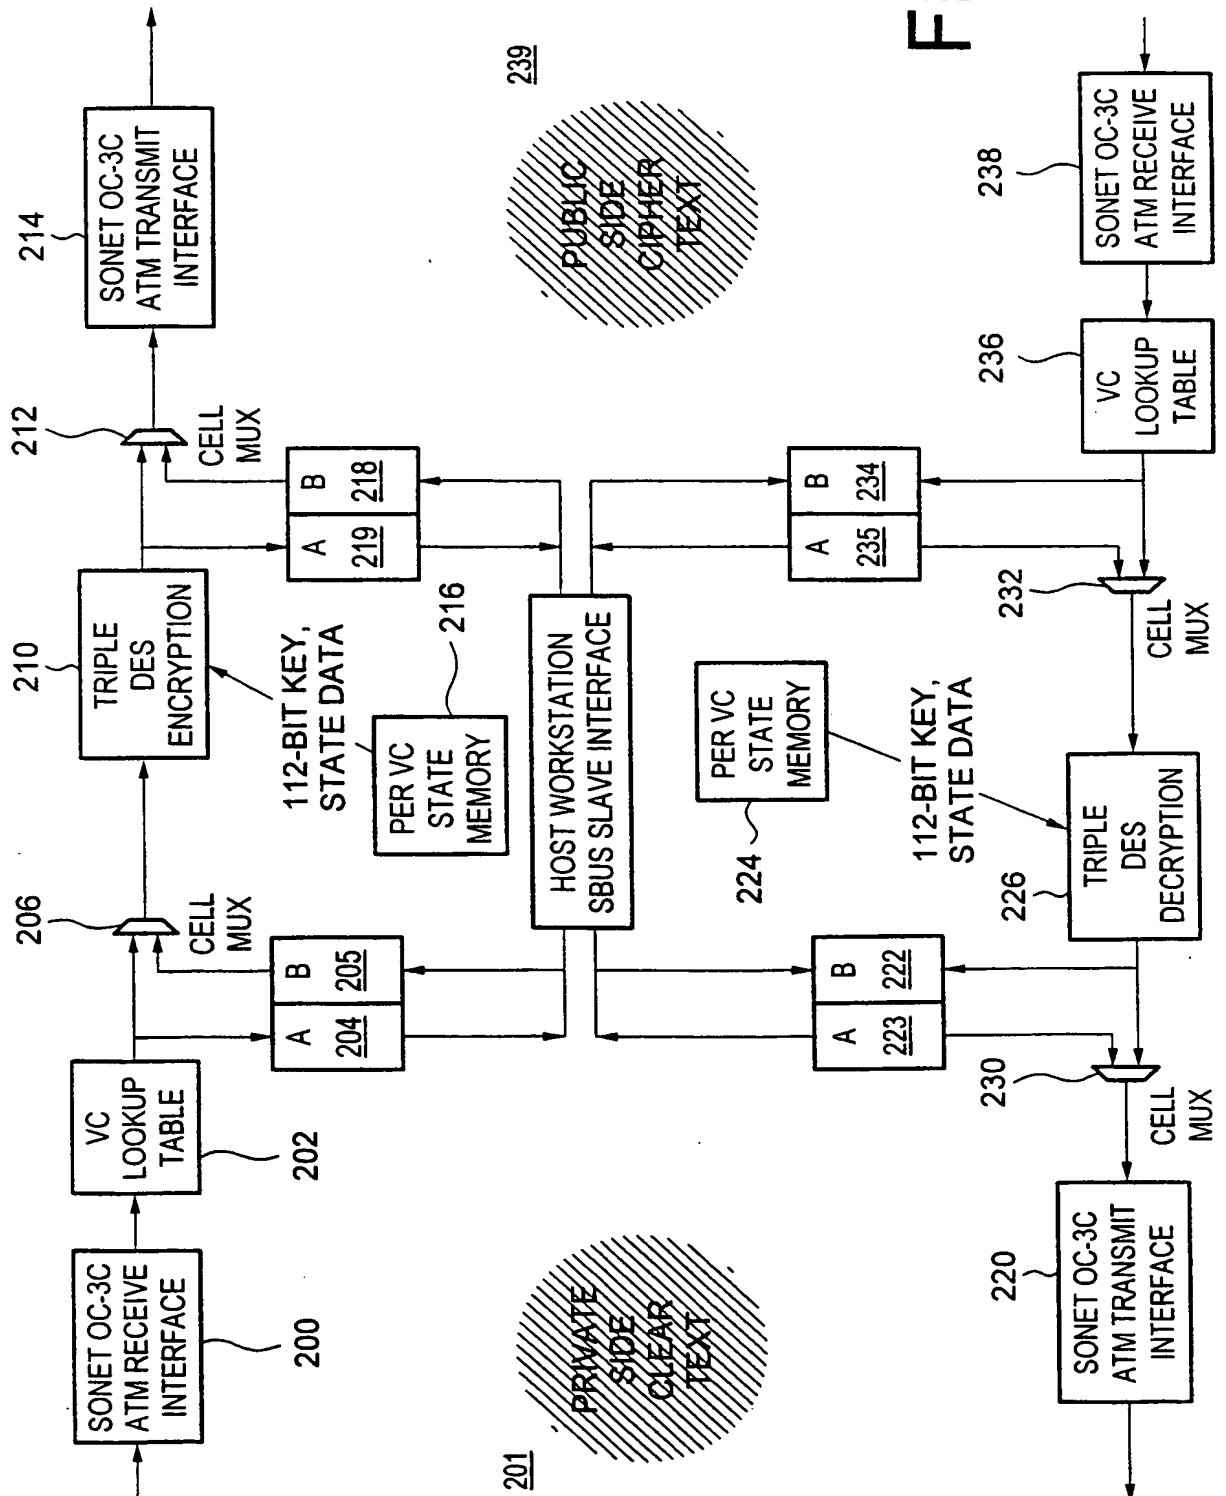 214
SONET OC-3C
ATM TRANSMIT
INTERFACE
212
CELL
MUX
B
218
A
219
210
TRIPLE
DES
ENCRYPTION
112-BIT KEY,
STATE DATA
216
PER VC
STATE
MEMORY
206
CELL
MUX
B
205
A
204
VC
LOOKUP
TABLE
202
SONET OC-3C
ATM RECEIVE
INTERFACE
200
239
PUBLIC
SIDE
CIPHER
TEXT
HOST WORKSTATION
SBUS SLAVE INTERFACE
PRIVATE
SIDE
CLEAR
TEXT
201
238
SONET OC-3C
ATM RECEIVE
INTERFACE
236
VC
LOOKUP
TABLE
B
234
A
235
232
CELL
MUX
PER VC
STATE
MEMORY
224
112-BIT KEY,
STATE DATA
226
TRIPLE
DES
DECRYPTION
B
222
A
223
230
CELL
MUX
220
SONET OC-3C
ATM TRANSMIT
INTERFACE